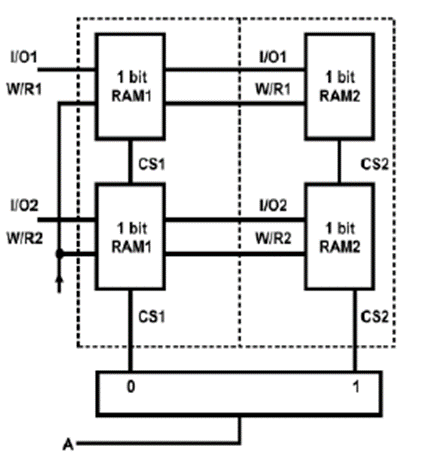 I/O1
W/R1
1 bit
RAM1
I/O1
W/R1
1 bit
RAM2
CS1
CS2
I/O2
W/R2
1 bit
RAM1
I/O2
W/R2
1 bit
RAM2
CS1
CS2
0
1
A